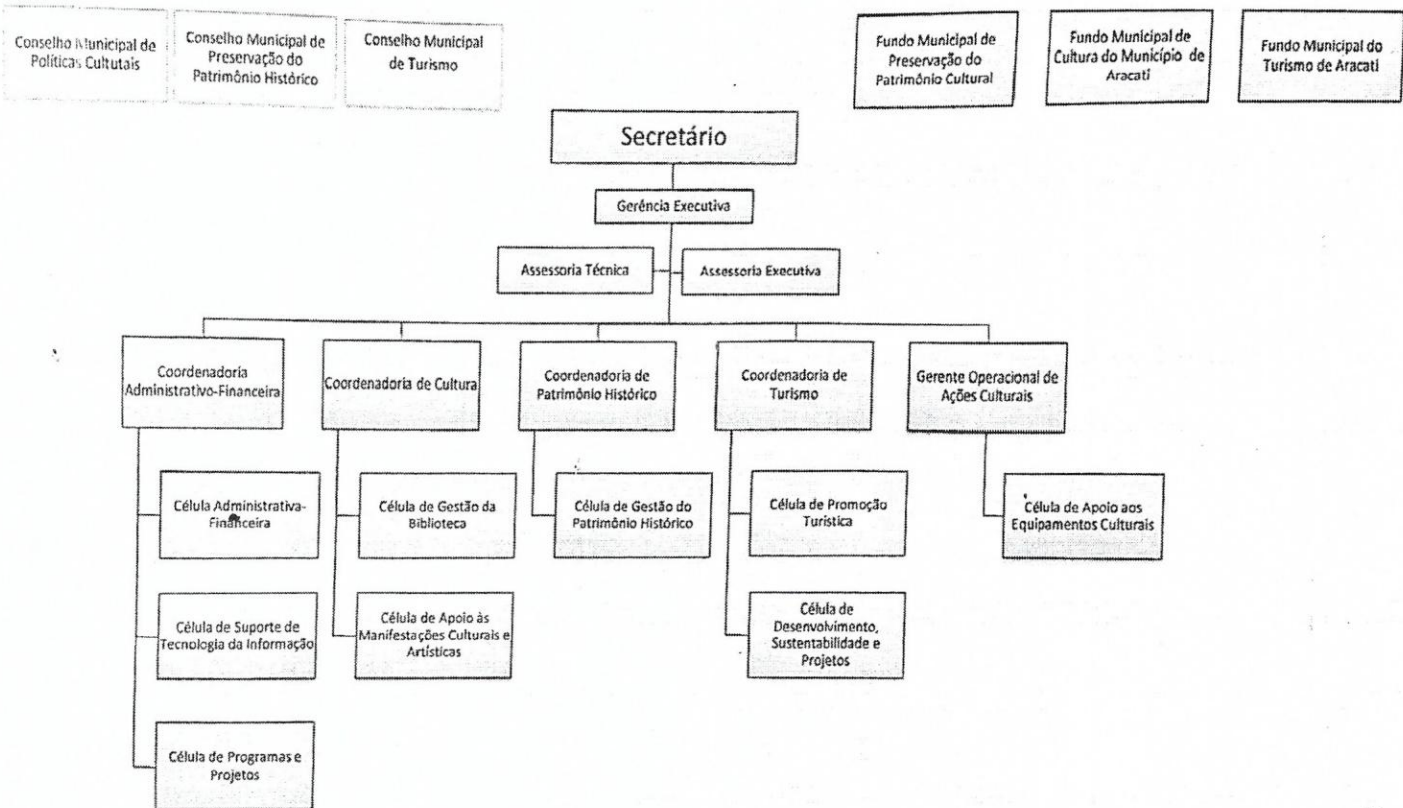 Conselho Municipal de
Políticas Cultutais
Conselho Municipal de
Preservação do
Patrimônio Histórico
Conselho Municipal
de Turismo
Fundo Municipal de
Preservação do
Patrimônio Cultural
Fundo Municipal de
Cultura do Município de
Aracati
Fundo Municipal do
Turismo de Aracati
Secretário
Gerência Executiva
Assessoria Técnica
Assessoria Executiva
Coordenadoria
Administrativo-Financeira
Coordenadoria de Cultura
Coordenadoria de
Patrimônio Histórico
Coordenadoria de
Turismo
Gerente Operacional de
Ações Culturais
Célula Administrativa-
Financeira
Célula de Gestão da
Biblioteca
Célula de Gestão do
Patrimônio Histórico
Célula de Promoção
Turística
Célula de Apoio aos
Equipamentos Culturais
Célula de Suporte de
Tecnologia da Informação
Célula de Apoio às
Manifestações Culturais e
Artísticas
Célula de
Desenvolvimento,
Sustentabilidade e
Projetos
Célula de Programas e
Projetos